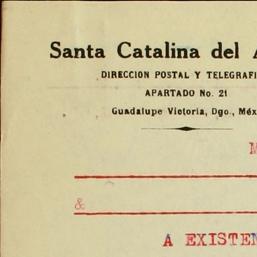 Santa Catalina del
DIRECCION POSTAL Y TELEGRAFI
APARTADO No. 21
Guadalupe Victoria, Dgo., Méx
M
&
A EXISTEN